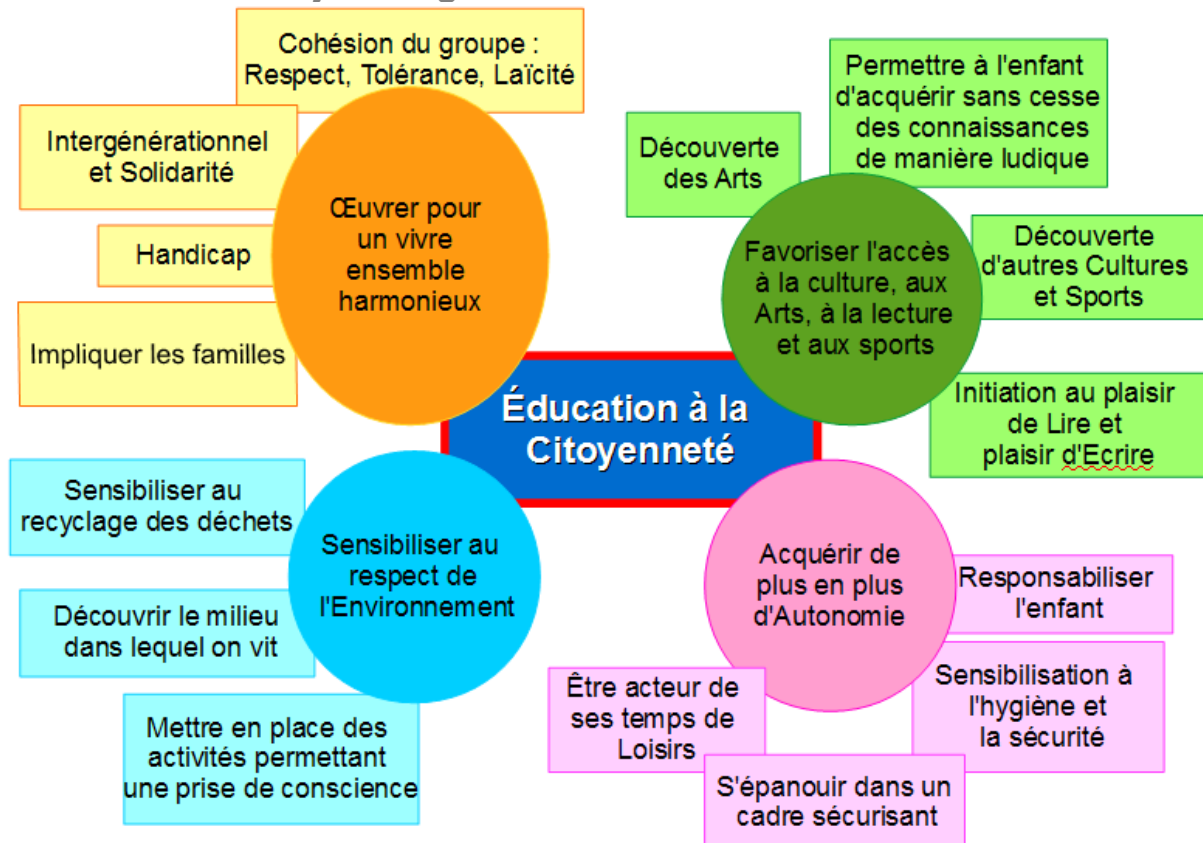 Cohésion du groupe :
Respect, Tolérance, Laïcité
Intergénérationnel
et Solidarité
Handicap
Impliquer les familles
Œuvrer pour
un vivre
ensemble
harmonieux
Permettre à l'enfant
d'acquérir sans cesse
des connaissances
de manière ludique
Découverte
des Arts
Favoriser l'accès
à la culture, aux
Arts, à la lecture
et aux sports
Découverte
d'autres Cultures
et Sports
Initiation au plaisir
de Lire et
plaisir d'Ecrire
Éducation à la
Citoyenneté
Sensibiliser au
recyclage des déchets
Sensibiliser au
respect de
l'Environnement
Découvrir le milieu
dans lequel on vit
Mettre en place des
activités permettant
une prise de conscience
Acquérir de
plus en plus
d'Autonomie
Responsabiliser
l'enfant
Sensibilisation à
l'hygiène et
la sécurité
Être acteur de
ses temps de
Loisirs
S'épanouir dans un
cadre sécurisant